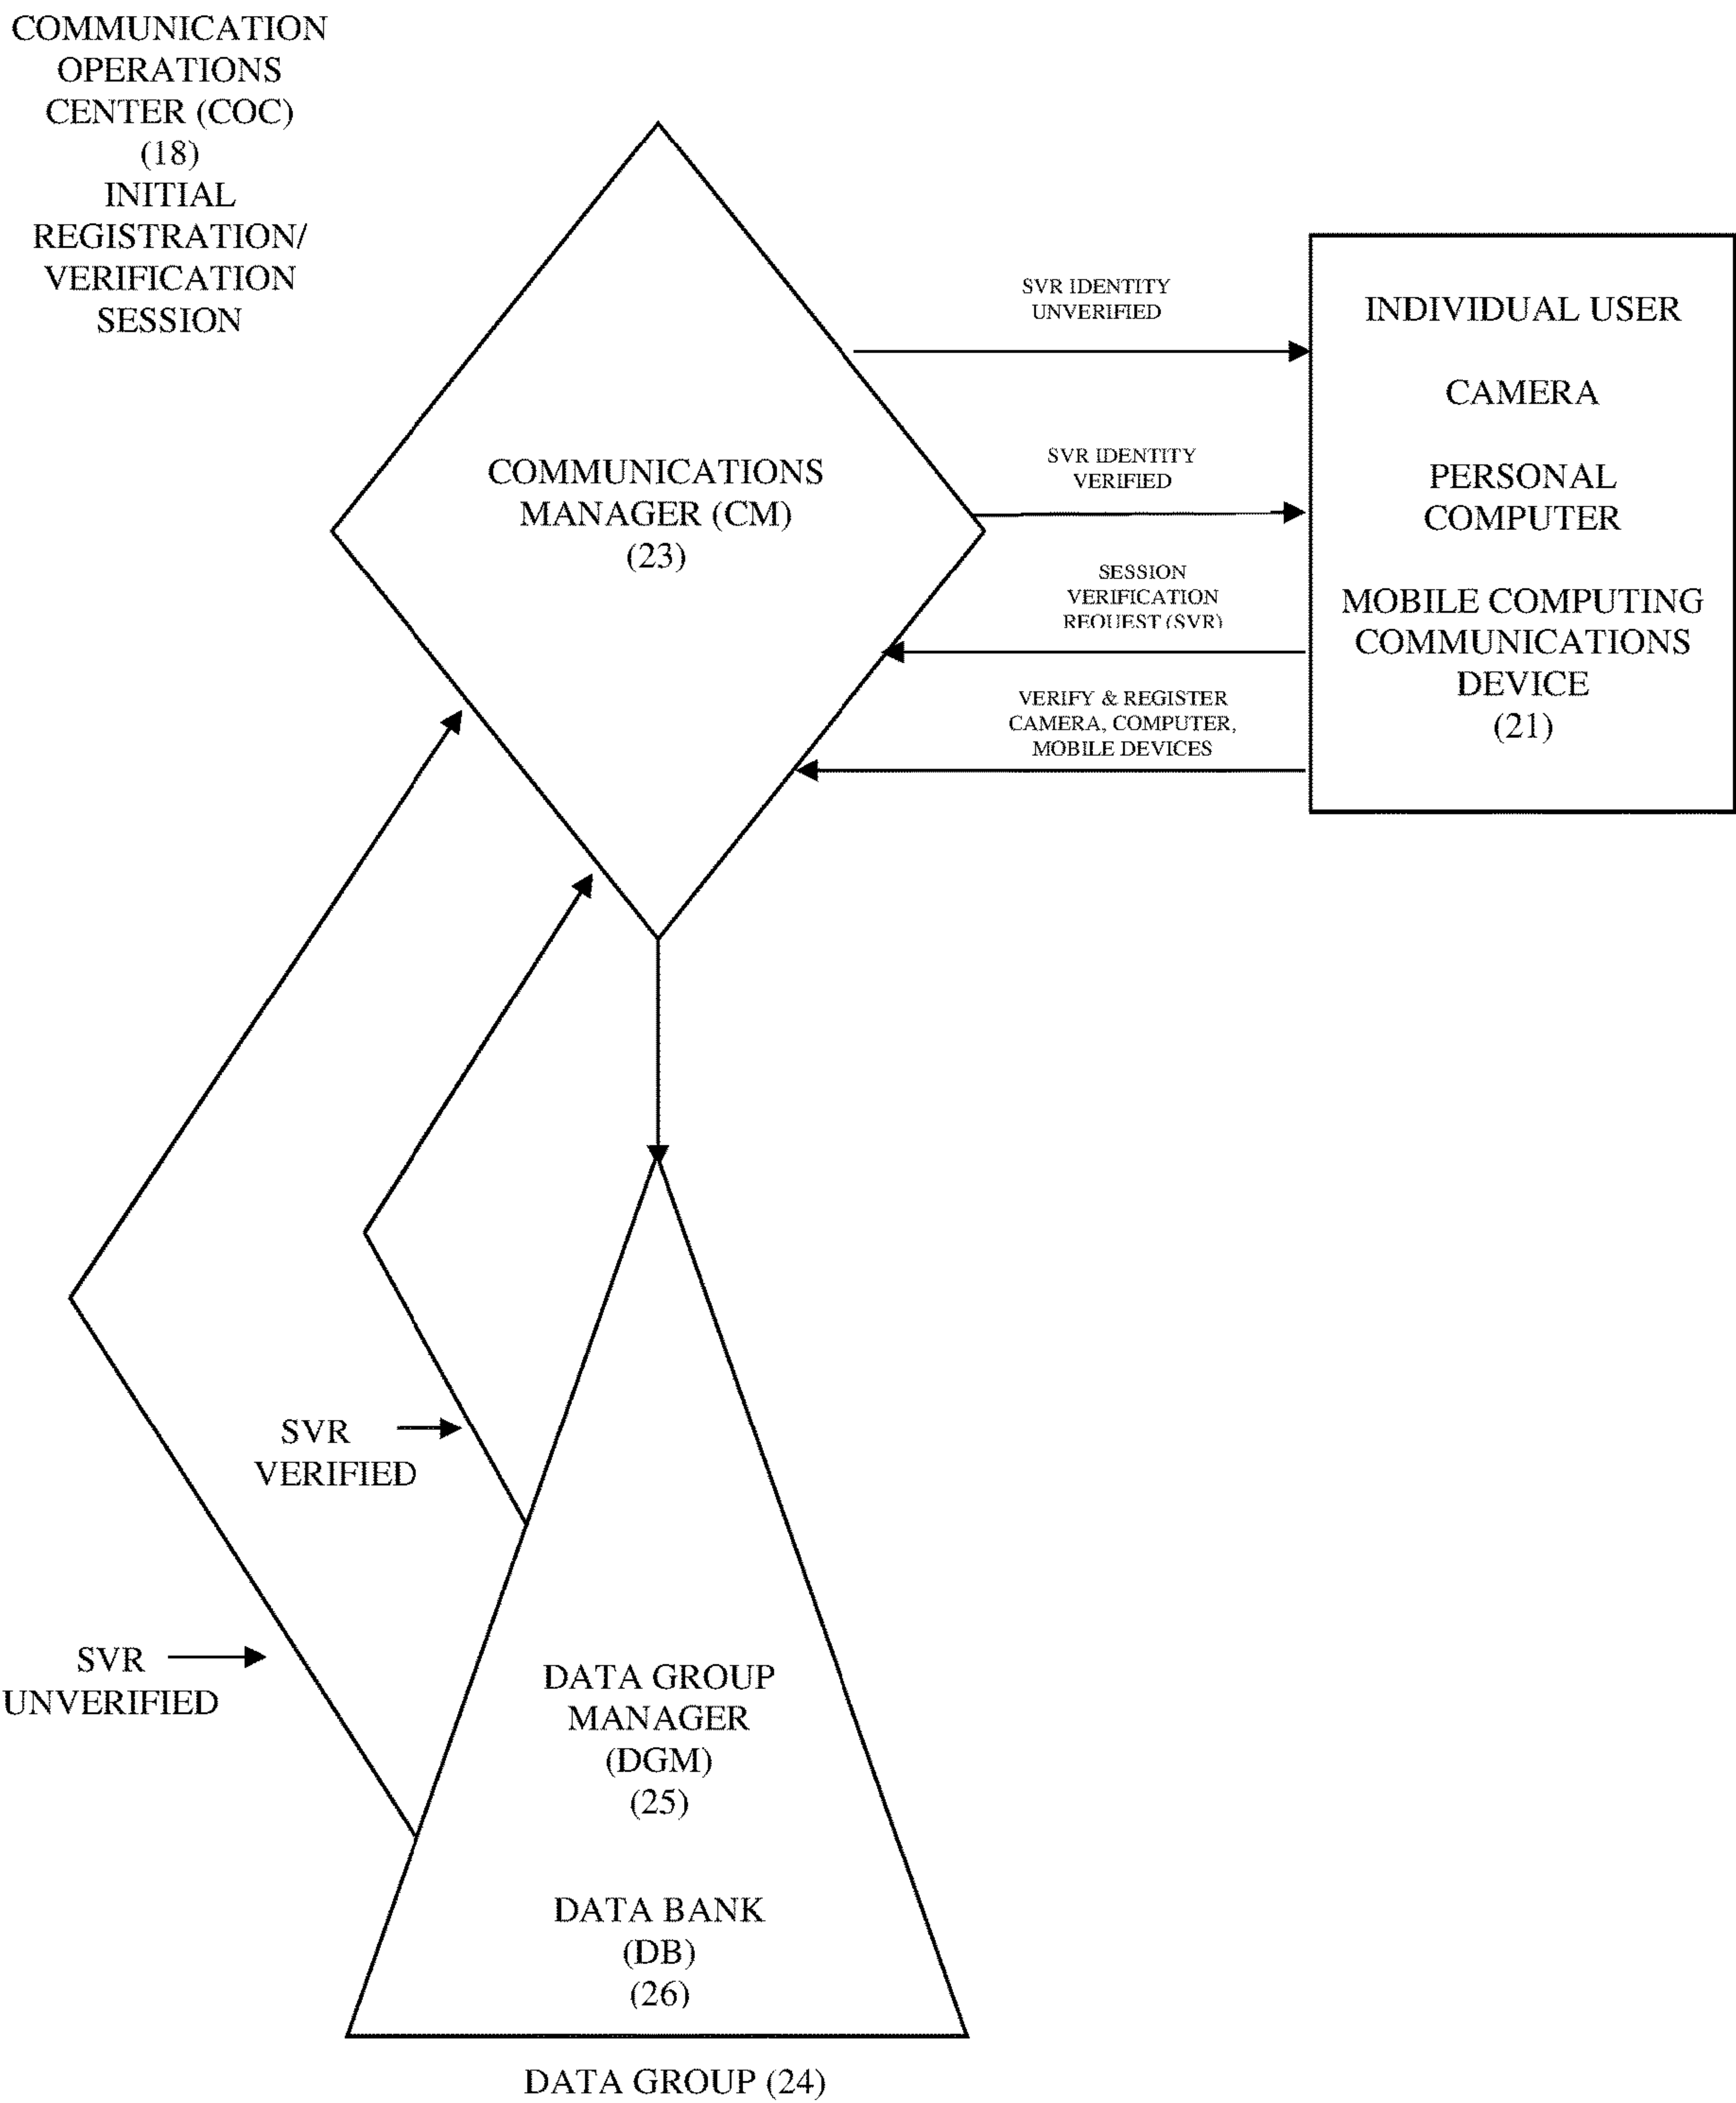 COMMUNICATION
OPERATIONS
CENTER (COC)
(18)
INITIAL
REGISTRATION/
VERIFICATION
SESSION
COMMUNICATIONS
MANAGER (CM)
(23)
SVR IDENTITY
UNVERIFIED
SVR IDENTITY
VERIFIED
SESSION
VERIFICATION
REQUEST (SVR)
VERIFY & REGISTER
CAMERA, COMPUTER,
MOBILE DEVICES
INDIVIDUAL USER
CAMERA
PERSONAL
COMPUTER
MOBILE COMPUTING
COMMUNICATIONS
DEVICE
(21)
SVR
VERIFIED
SVR
UNVERIFIED
DATA GROUP
MANAGER
(DGM)
(25)
DATA BANK
(DB)
(26)
DATA GROUP (24)